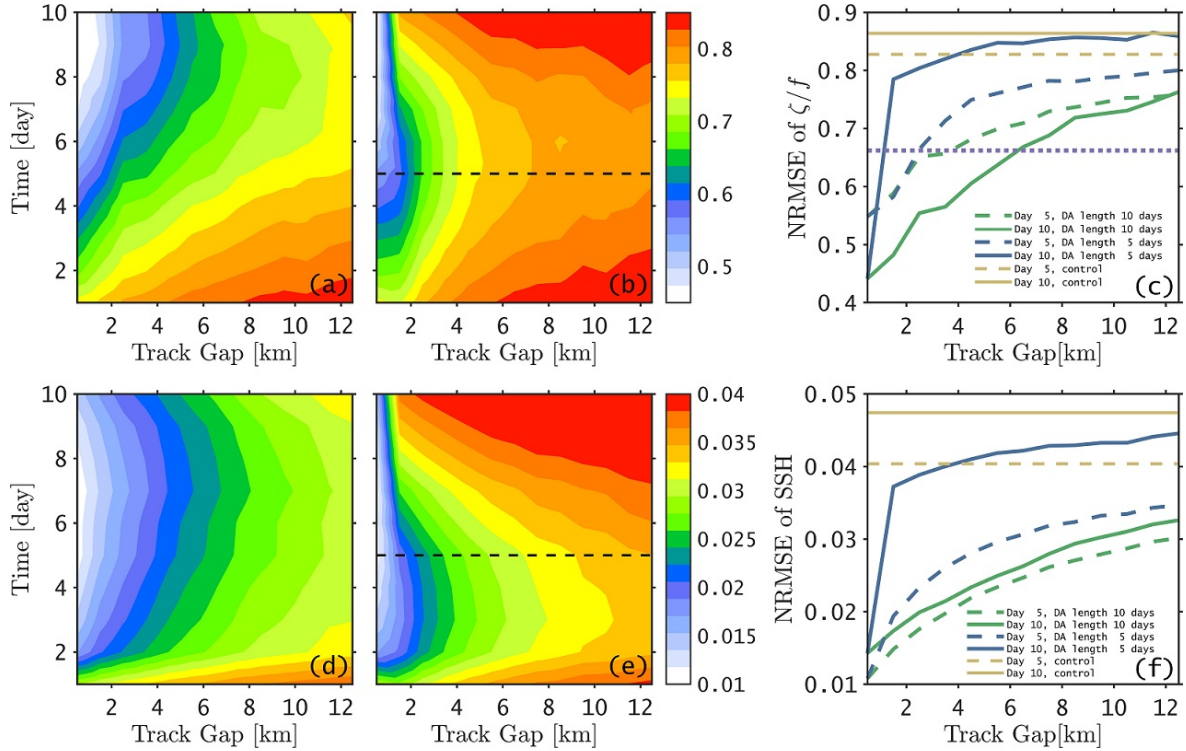 10
8
6
4
2
Time [day]
2 4 6 8 10 12
Track Gap [km]
(a)
2 4 6 8 10 12
Track Gap [km]
(b)
0.8
0.7
0.6
0.5
0.9
0.8
0.7
0.6
0.5
0.4
NRMSE of ζ/f
Day 5, DA length 10 days
Day 10, DA length 10 days
Day 5, DA length 5 days
Day 10, DA length 5 days
Day 5, control
Day 10, control
(c)
2 4 6 8 10 12
Track Gap[km]
10
8
6
4
2
Time [day]
(d)
2 4 6 8 10 12
Track Gap [km]
(e)
2 4 6 8 10 12
Track Gap [km]
0.04
0.035
0.03
0.025
0.02
0.015
0.01
0.05
0.04
0.03
0.02
0.01
NRMSE of SSH
Day 5, DA length 10 days
Day 10, DA length 10 days
Day 5, DA length 5 days
Day 10, DA length 5 days
Day 5, control
Day 10, control
(f)
2 4 6 8 10 12
Track Gap[km]